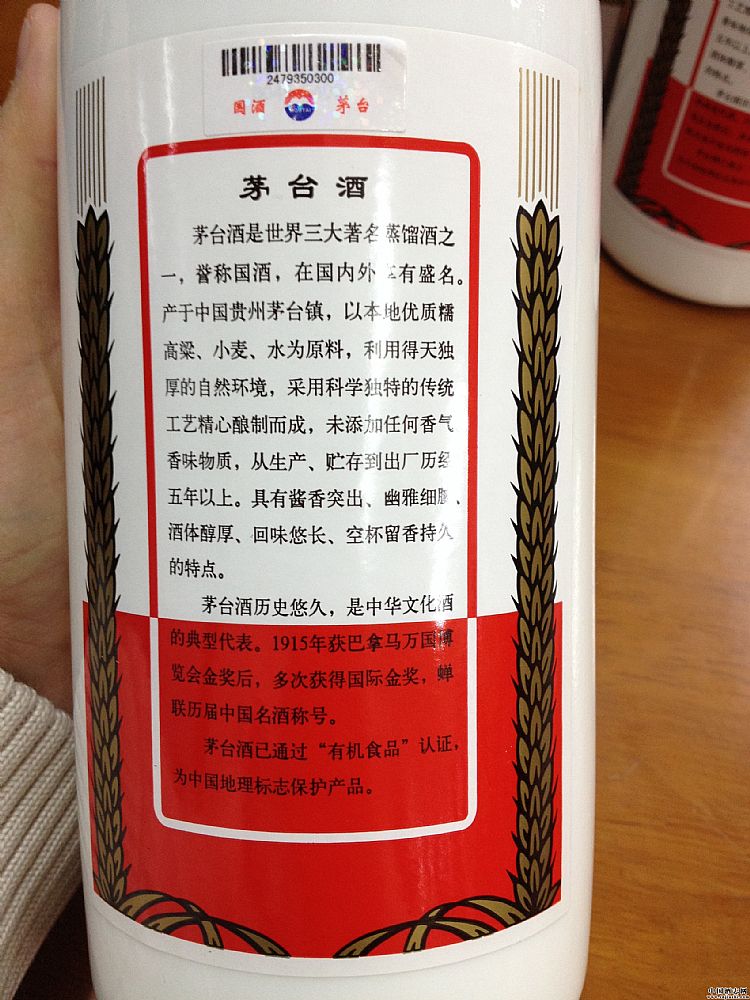 2479350300
国酒 茅台
茅台酒
茅台酒是世界三大著名蒸馏酒之
一，誉称国酒，在国内外享有盛名。
产于中国贵州茅台镇，以本地优质糯
高粱、小麦、水为原料，利用得天独
厚的自然环境，采用科学独特的传统
工艺精心酿制而成，未添加任何香气
香味物质，从生产、贮存到出厂历经
五年以上。具有酱香突出、幽雅细腻、
酒体醇厚、回味悠长、空杯留香持久
的特点。
茅台酒历史悠久，是中华文化酒
的典型代表。1915年获巴拿马万国博
览会金奖后，多次获得国际金奖，蝉
联历届中国名酒称号。
茅台酒已通过“有机食品”认证，
为中国地理标志保护产品。
中国酒志网